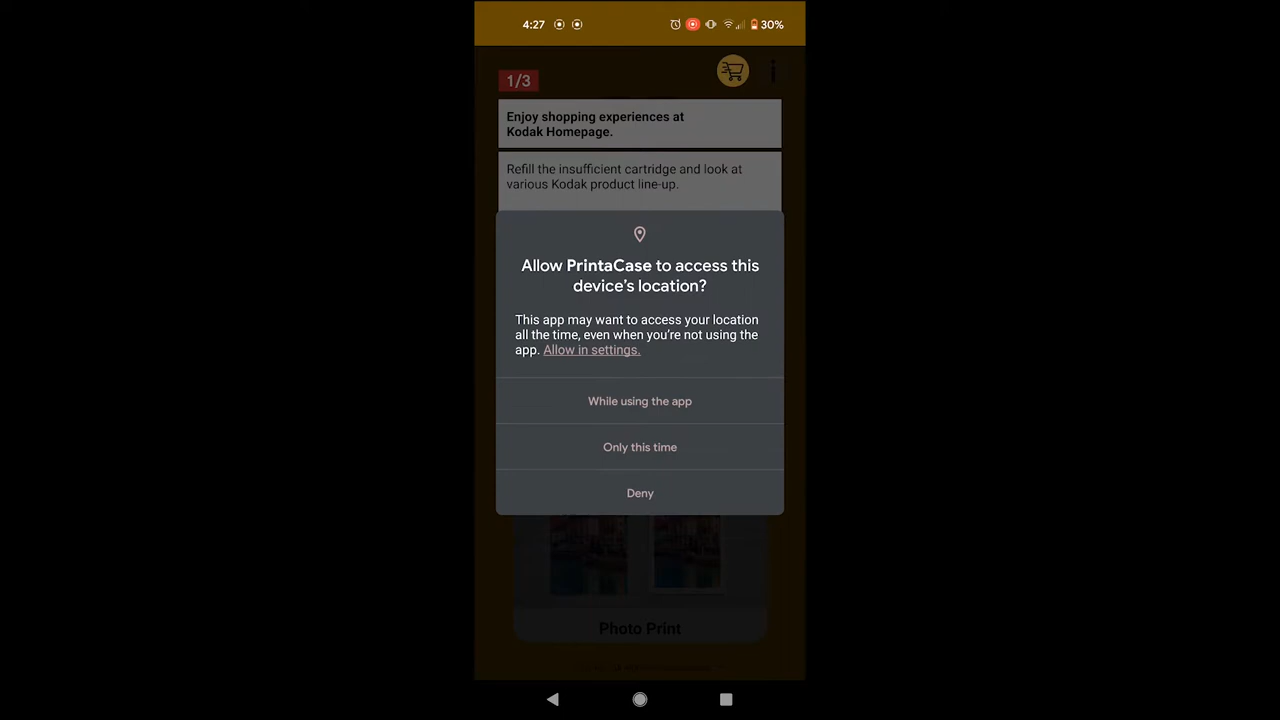 4:27
30%
1/3
i
Enjoy shopping experiences at
Kodak Homepage.
Refill the insufficient cartridge and look at
various Kodak product line-up.
Allow PrintaCase to access this
device's location?
This app may want to access your location
all the time, even when you're not using the
app. Allow in settings.
While using the app
Only this time
Deny
Photo Print